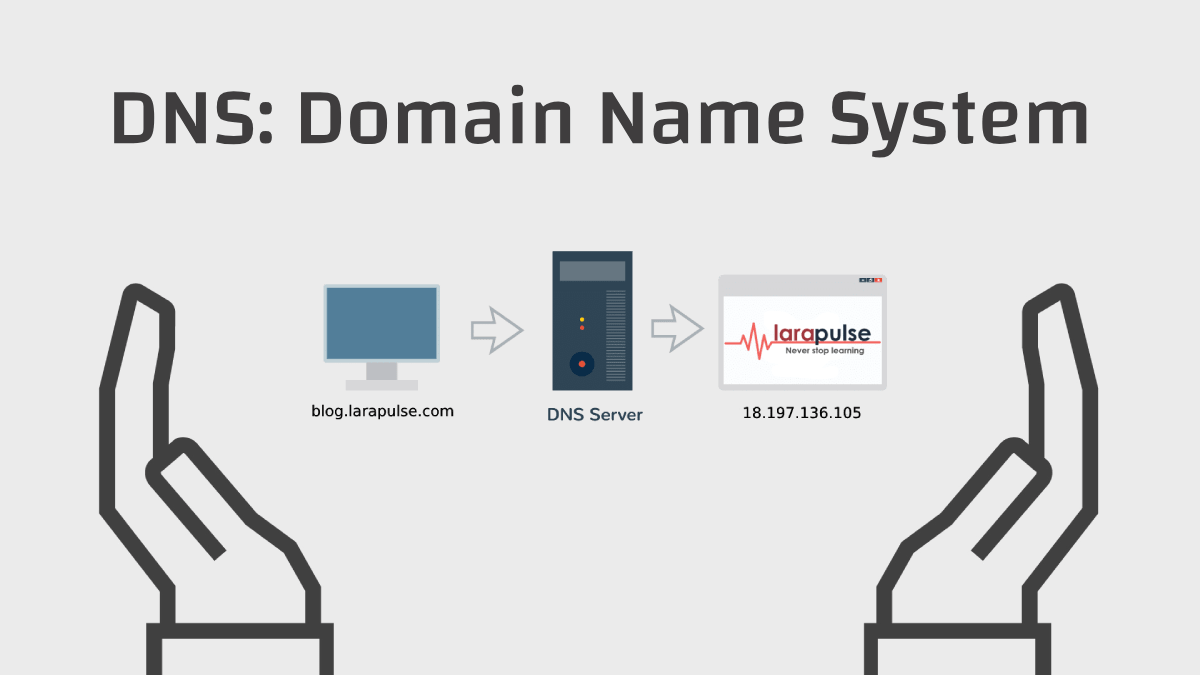 DNS: Domain Name System
larapulse
Never stop learning
blog.larapulse.com
DNS Server
18.197.136.105